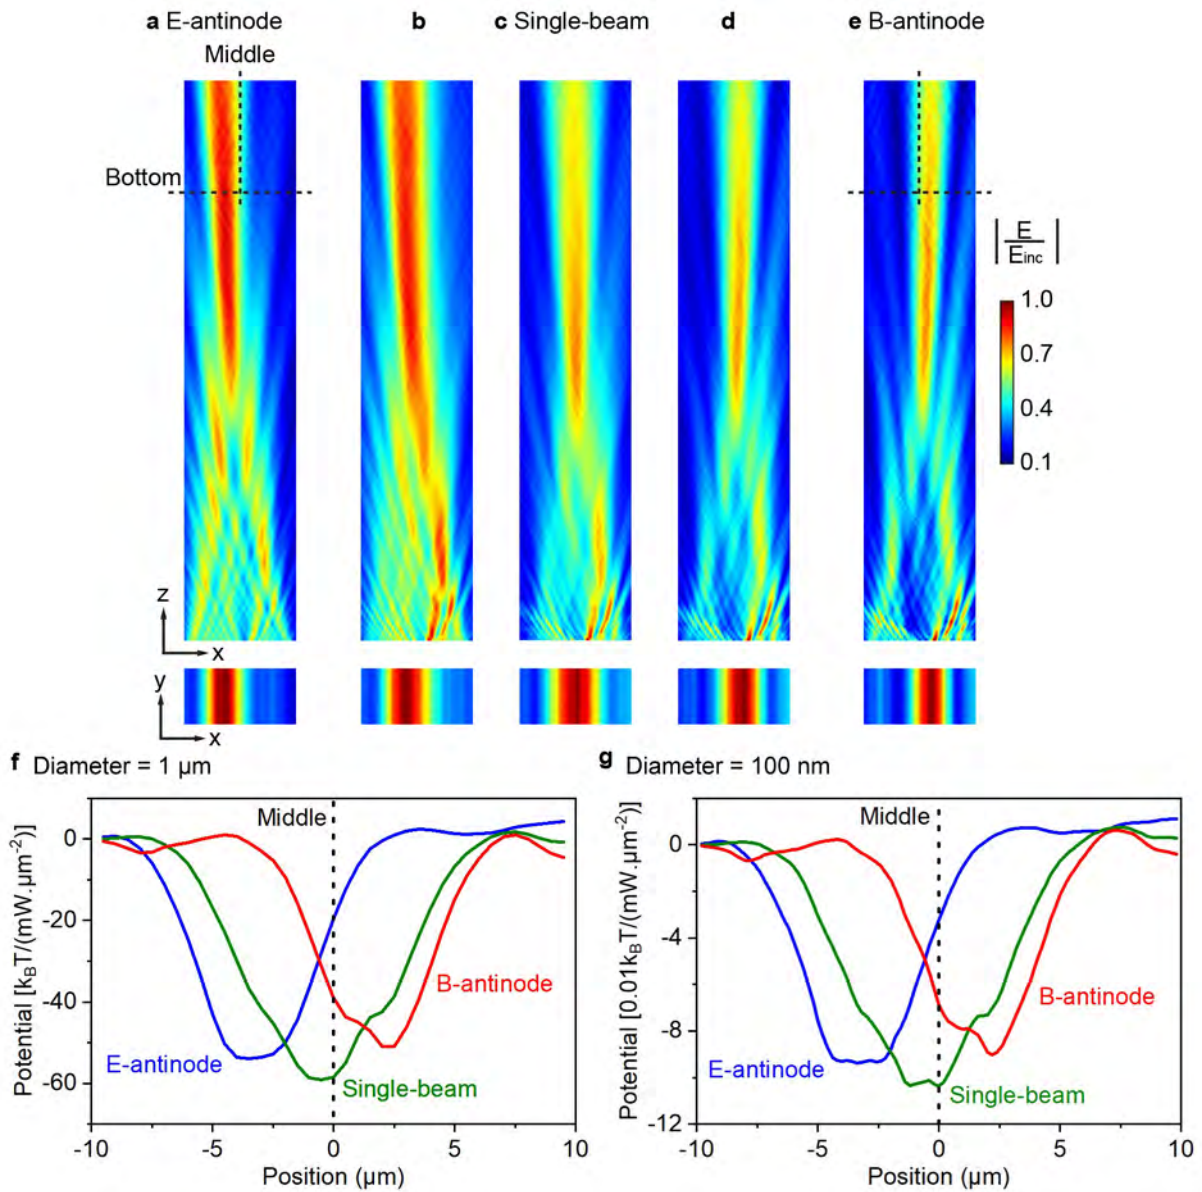 a E-antinode b c Single-beam d e B-antinode
Middle
Bottom
|E/Einc|
1.0
0.7
0.4
0.1
z
x
y
x
f Diameter = 1 μm
g Diameter = 100 nm
Middle
0
-20
-40
-60
Potential [kBT/(mW.μm-2)]
B-antinode
E-antinode
Single-beam
-10 -5 0 5 10
Position (μm)
Middle
0
-4
-8
-12
Potential [0.01kBT/(mW.μm-2)]
B-antinode
E-antinode
Single-beam
-10 -5 0 5 10
Position (μm)